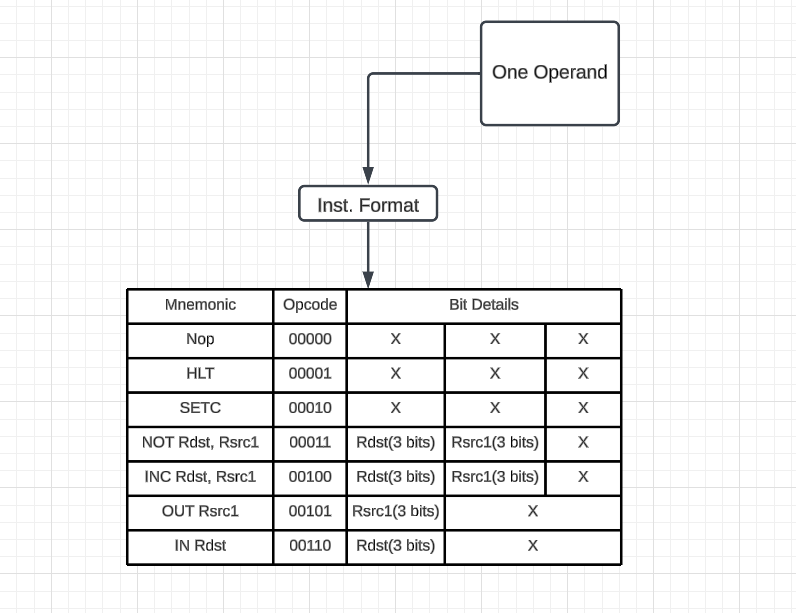 One Operand
Inst. Format
Mnemonic Opcode Bit Details
Nop 00000 X X X
HLT 00001 X X X
SETC 00010 X X X
NOT Rdst, Rsrc1 00011 Rdst(3 bits) Rsrc1(3 bits) X
INC Rdst, Rsrc1 00100 Rdst(3 bits) Rsrc1(3 bits) X
OUT Rsrc1 00101 Rsrc1(3 bits) X
IN Rdst 00110 Rdst(3 bits) X